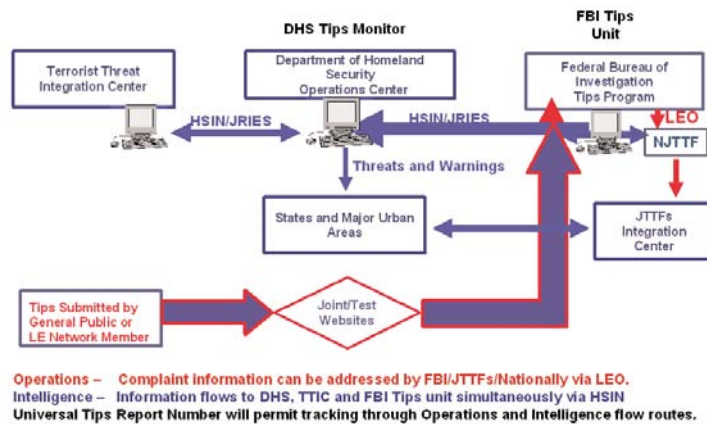 DHS Tips Monitor
FBI Tips
Unit
Terrorist Threat
Integration Center
Department of Homeland
Security
Operations Center
Federal Bureau of
Investigation
Tips Program
HSIN/JRIES
HSIN/JRIES
LEO
NJTTF
Threats and Warnings
States and Major Urban
Areas
JTTFs
Integration
Center
Tips Submitted by
General Public or
LE Network Member
Joint/Test
Websites
Operations – Complaint information can be addressed by FBI/JTTFs/Nationally via LEO.
Intelligence – Information flows to DHS, TTIC and FBI Tips unit simultaneously via HSIN
Universal Tips Report Number will permit tracking through Operations and Intelligence flow routes.